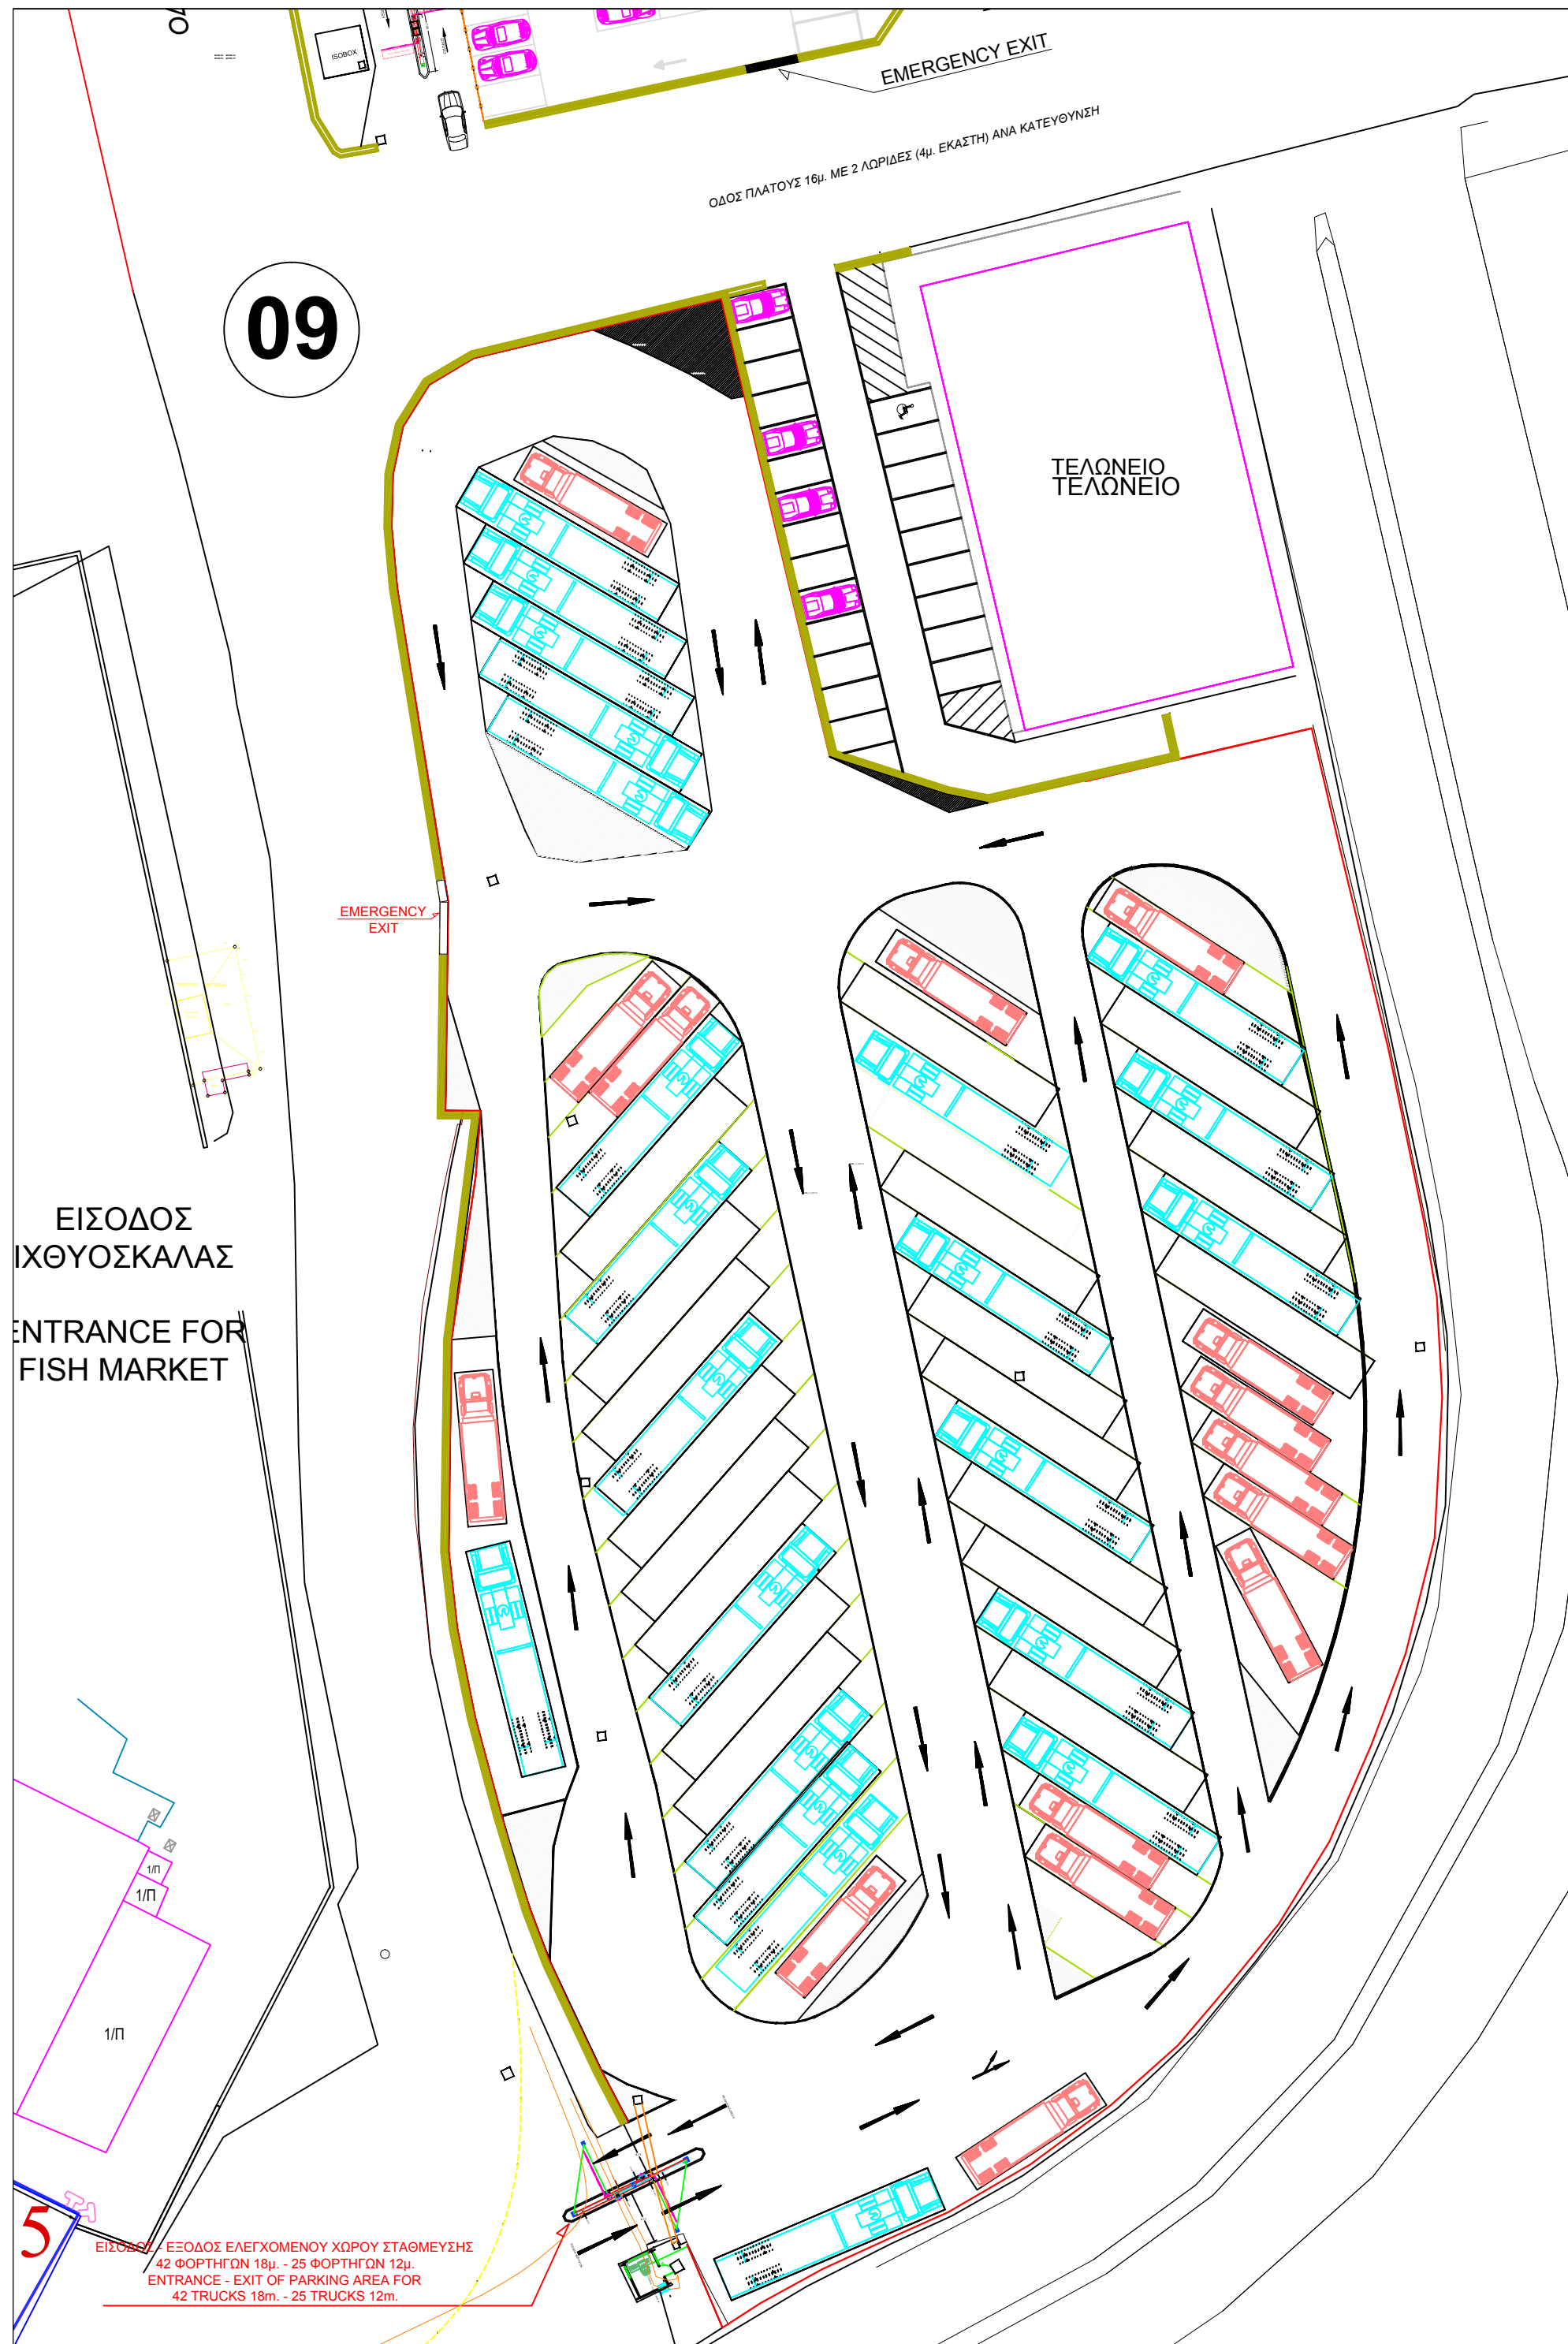 ISOBOX
EMERGENCY EXIT
ΟΔΟΣ ΠΛΑΤΟΥΣ 16μ. ΜΕ 2 ΛΩΡΙΔΕΣ (4μ. ΕΚΑΣΤΗ) ΑΝΑ ΚΑΤΕΥΘΥΝΣΗ
09
ΤΕΛΩΝΕΙΟ
ΤΕΛΩΝΕΙΟ
EMERGENCY
EXIT
ΕΙΣΟΔΟΣ
ΙΧΘΥΟΣΚΑΛΑΣ
ENTRANCE FOR
FISH MARKET
1/Π
1/Π
1/Π
5
ΕΙΣΟΔΟΣ - ΕΞΟΔΟΣ ΕΛΕΓΧΟΜΕΝΟΥ ΧΩΡΟΥ ΣΤΑΘΜΕΥΣΗΣ
42 ΦΟΡΤΗΓΩΝ 18μ. - 25 ΦΟΡΤΗΓΩΝ 12μ.
ENTRANCE - EXIT OF PARKING AREA FOR
42 TRUCKS 18m. - 25 TRUCKS 12m.